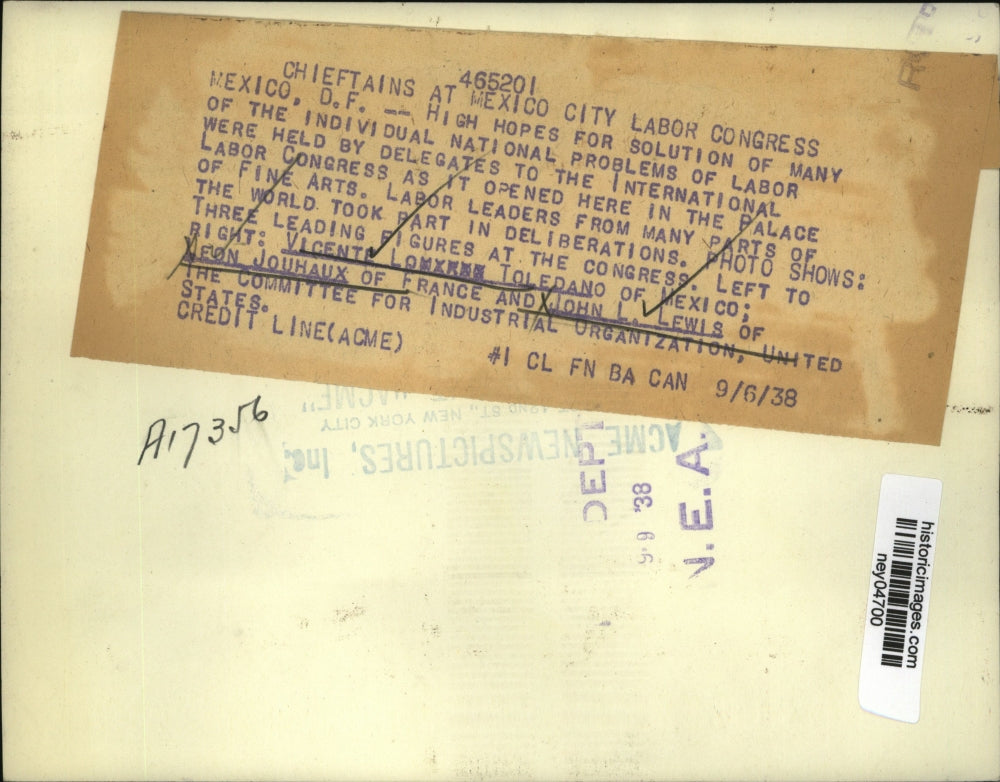 465201
CHIEFTAINS AT MEXICO CITY LABOR CONGRESS
MEXICO, D.F. -- HIGH HOPES FOR SOLUTION OF MANY
OF THE INDIVIDUAL NATIONAL PROBLEMS OF LABOR
WERE HELD BY DELEGATES TO THE INTERNATIONAL
LABOR CONGRESS AS IT OPENED HERE IN THE PALACE
OF FINE ARTS. LABOR LEADERS FROM MANY PARTS OF
THE WORLD TOOK PART IN DELIBERATIONS. PHOTO SHOWS:
THREE LEADING FIGURES AT THE CONGRESS. LEFT TO
RIGHT: VICENTE TOLEDANO OF MEXICO;
LEON JOUHAUX OF FRANCE AND JOHN L. LEWIS OF
THE COMMITTEE FOR INDUSTRIAL ORGANIZATION, UNITED
STATES.
CREDIT LINE(ACME)
#1 CL FN BA CAN 9/6/38
A17356
ACME NEWSPICTURES, Inc.
42ND ST., NEW YORK CITY
"ACME"
DEPT
'38
N.E.A.
historicimages.com
ney04700